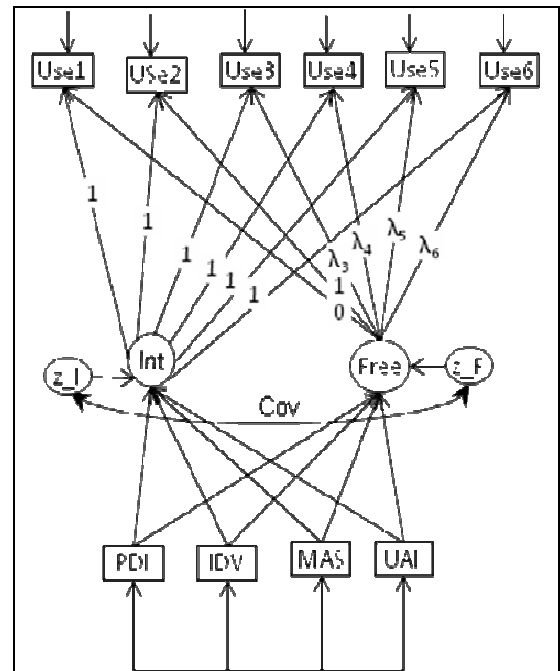 Use1 USe2 Use3 Use4 Use5 Use6
1 1 1 1 1 1 λ3 λ4 λ5 λ6
1
0
Int Free
z_I z_F
Cov
PDI IDV MAS UAI